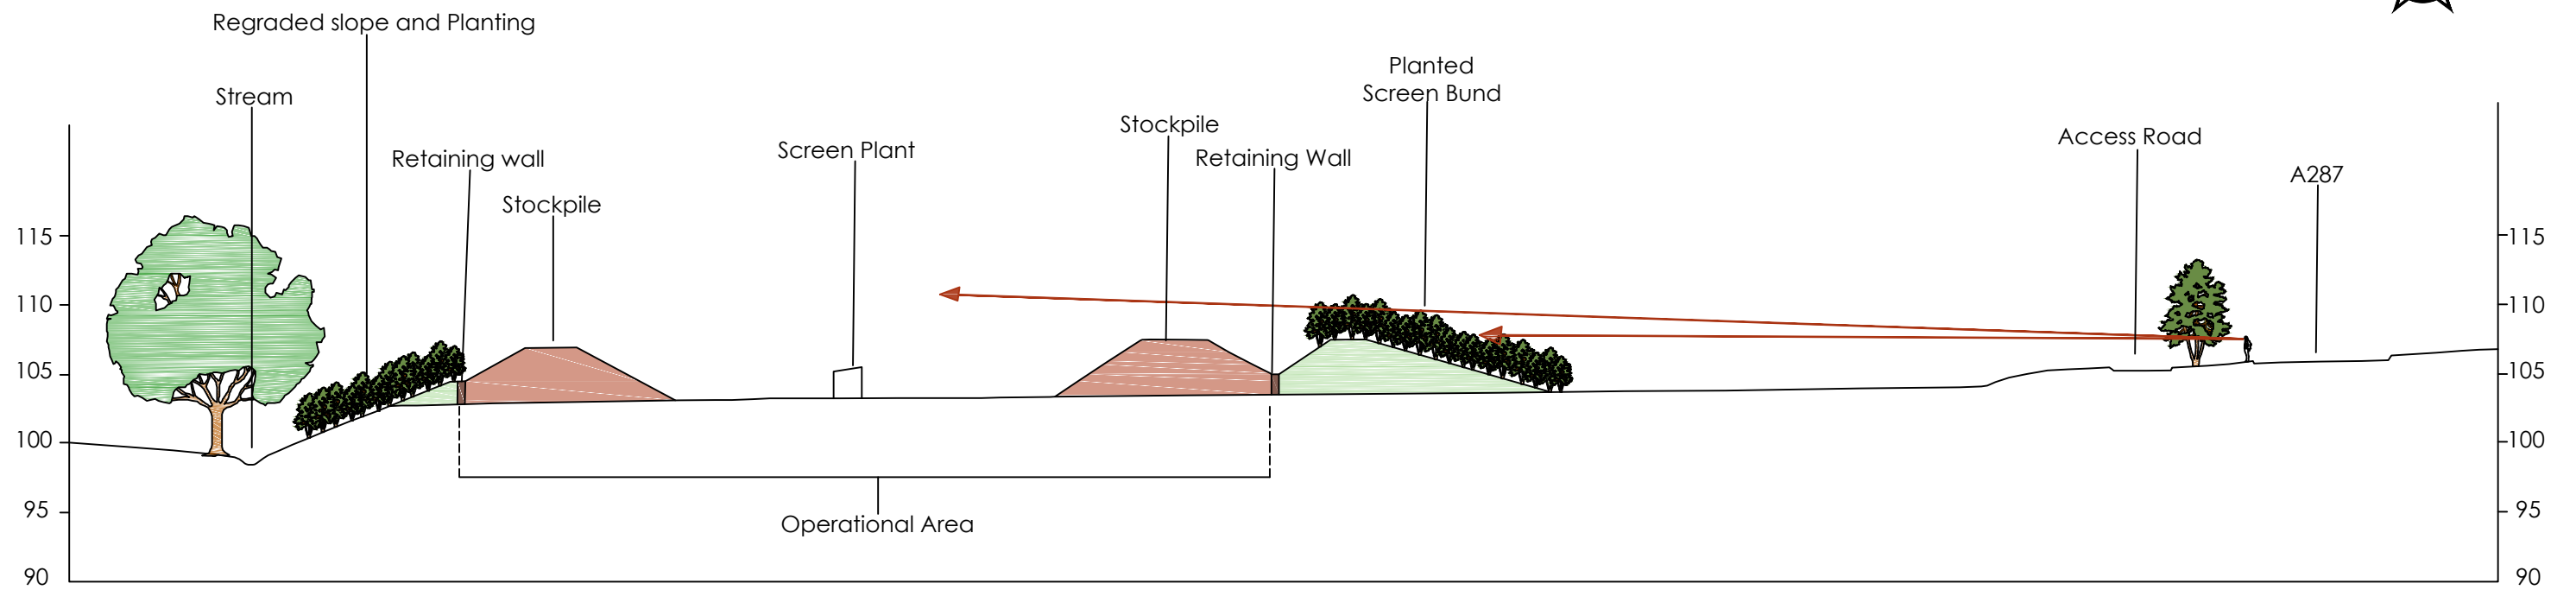 Regraded slope and Planting
Stream
Retaining wall
Stockpile
Screen Plant
Stockpile
Retaining Wall
Planted
Screen Bund
Access Road
A287
115
110
105
100
95
90
115
110
105
100
95
90
Operational Area